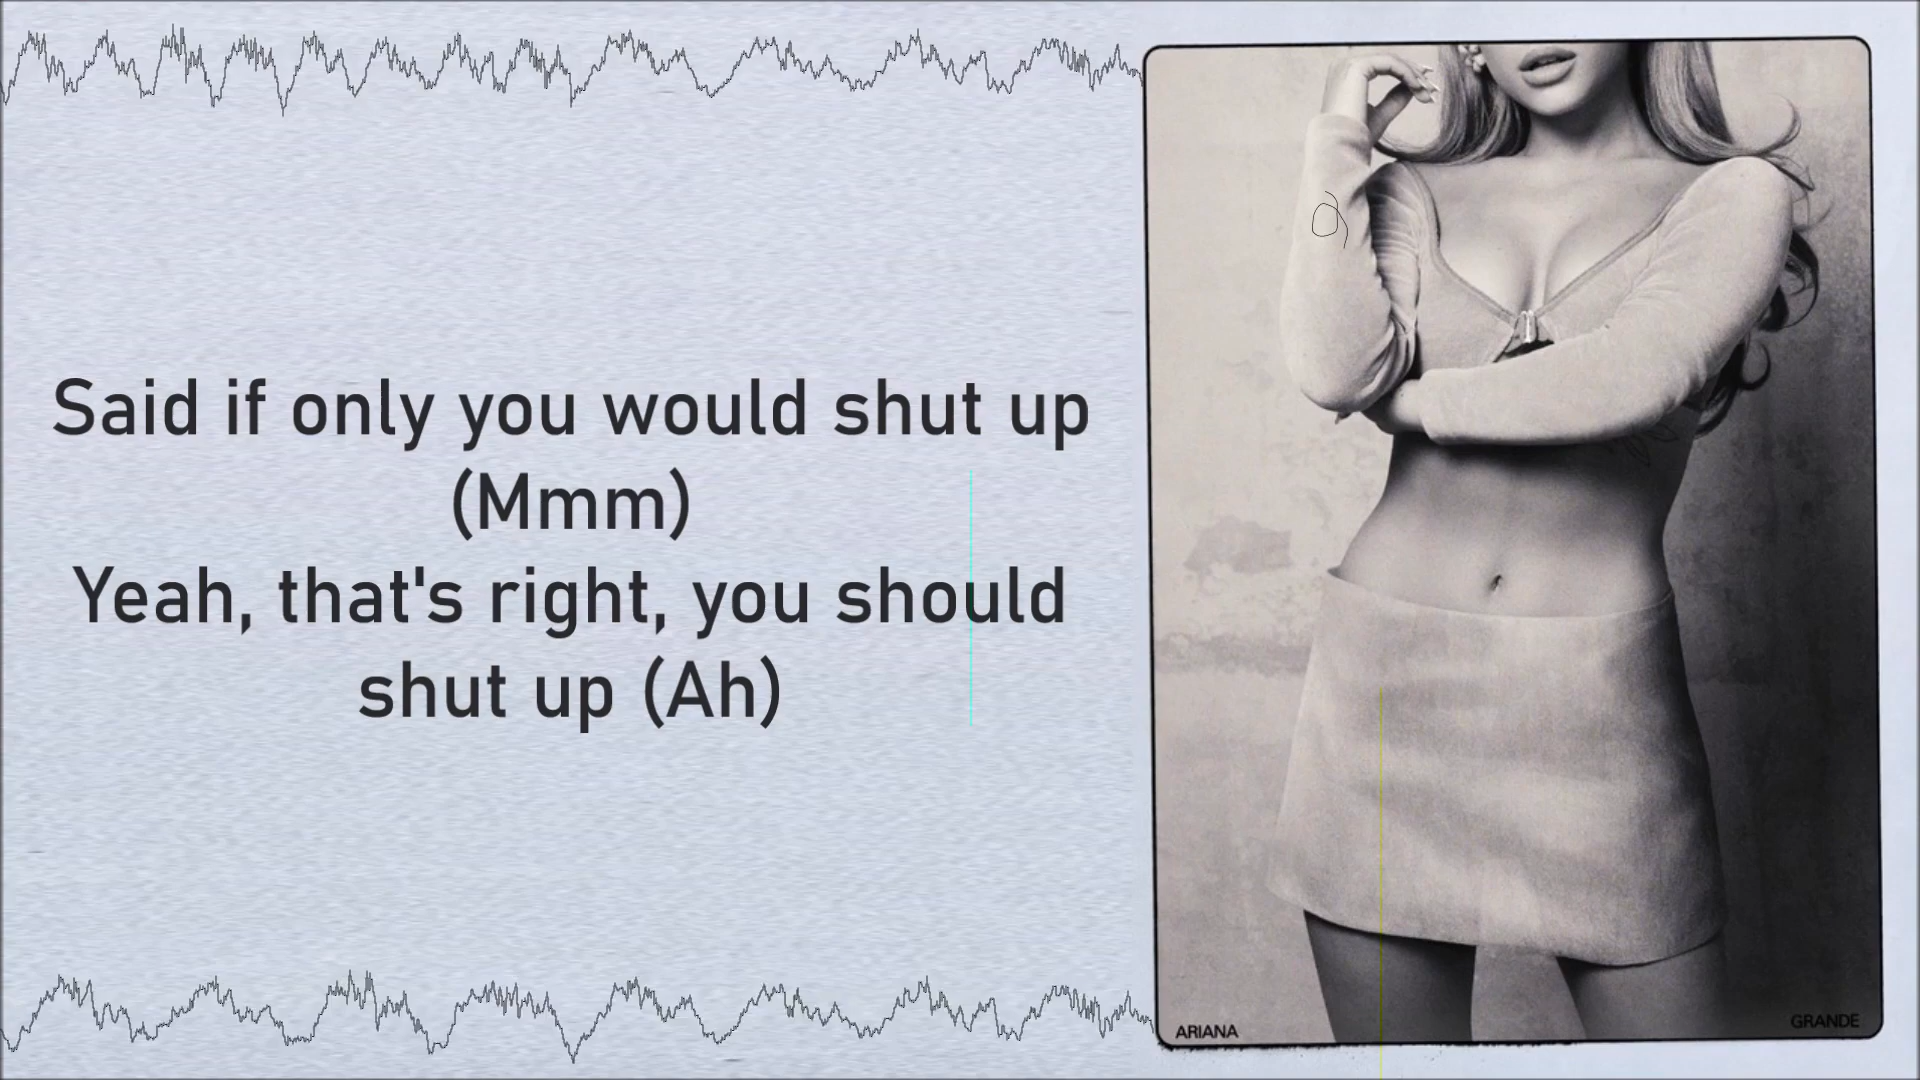 Said if only you would shut up
(Mmm)
Yeah, that's right, you should
shut up (Ah)
ARIANA
GRANDE